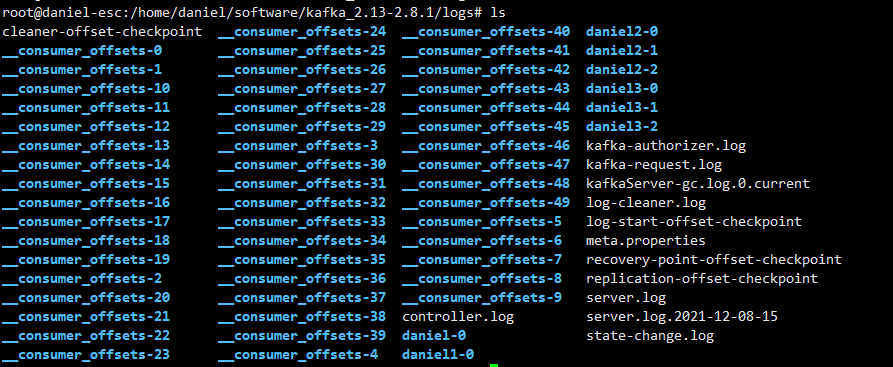 root@daniel-esc:/home/daniel/software/kafka_2.13-2.8.1/logs# ls
cleaner-offset-checkpoint  __consumer_offsets-24  __consumer_offsets-40  daniel2-0
__consumer_offsets-0  __consumer_offsets-25  __consumer_offsets-41  daniel2-1
__consumer_offsets-1  __consumer_offsets-26  __consumer_offsets-42  daniel2-2
__consumer_offsets-10  __consumer_offsets-27  __consumer_offsets-43  daniel3-0
__consumer_offsets-11  __consumer_offsets-28  __consumer_offsets-44  daniel3-1
__consumer_offsets-12  __consumer_offsets-29  __consumer_offsets-45  daniel3-2
__consumer_offsets-13  __consumer_offsets-3  __consumer_offsets-46  kafka-authorizer.log
__consumer_offsets-14  __consumer_offsets-30  __consumer_offsets-47  kafka-request.log
__consumer_offsets-15  __consumer_offsets-31  __consumer_offsets-48  kafkaServer-gc.log.0.current
__consumer_offsets-16  __consumer_offsets-32  __consumer_offsets-49  log-cleaner.log
__consumer_offsets-17  __consumer_offsets-33  __consumer_offsets-5  log-start-offset-checkpoint
__consumer_offsets-18  __consumer_offsets-34  __consumer_offsets-6  meta.properties
__consumer_offsets-19  __consumer_offsets-35  __consumer_offsets-7  recovery-point-offset-checkpoint
__consumer_offsets-2  __consumer_offsets-36  __consumer_offsets-8  replication-offset-checkpoint
__consumer_offsets-20  __consumer_offsets-37  __consumer_offsets-9  server.log
__consumer_offsets-21  __consumer_offsets-38  controller.log  server.log.2021-12-08-15
__consumer_offsets-22  __consumer_offsets-39  daniel-0  state-change.log
__consumer_offsets-23  __consumer_offsets-4  daniel1-0